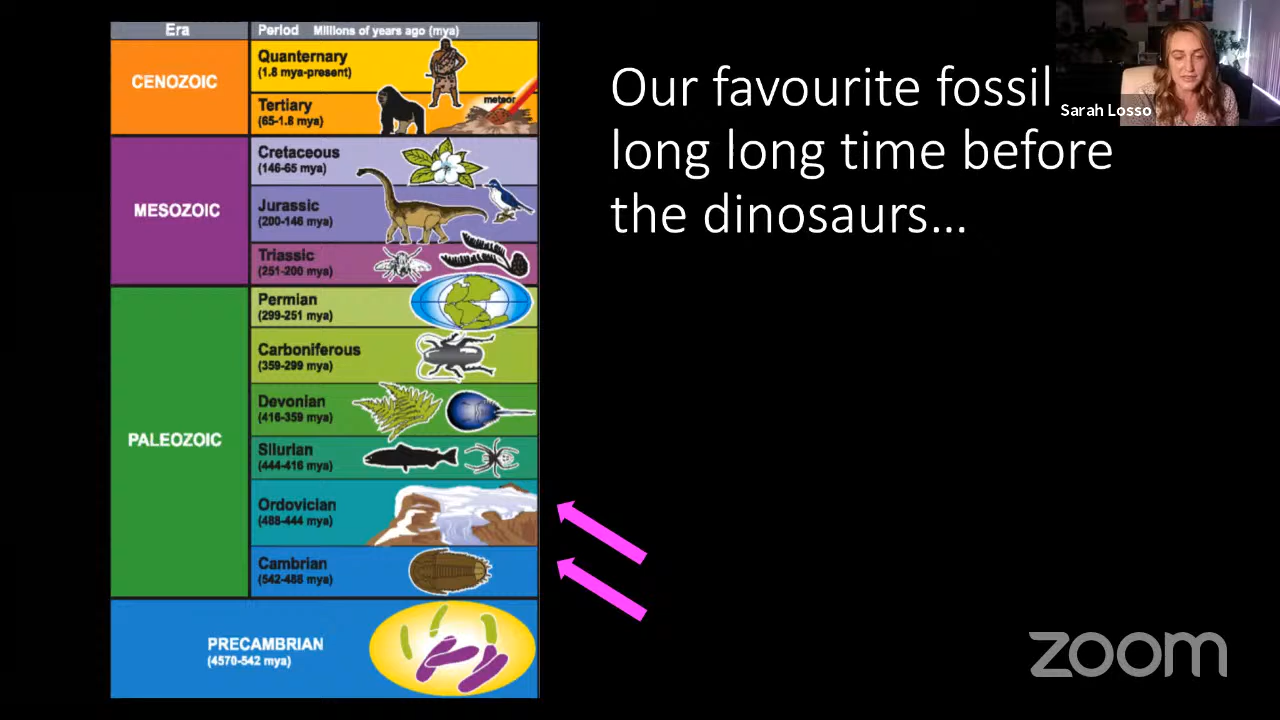 Era
Period Millions of years ago (mya)
CENOZOIC
Quanternary
(1.8 mya-present)
Tertiary
(65-1.8 mya)
meteor
MESOZOIC
Cretaceous
(146-65 mya)
Jurassic
(200-146 mya)
Triassic
(251-200 mya)
PALEOZOIC
Permian
(299-251 mya)
Carboniferous
(359-299 mya)
Devonian
(416-359 mya)
Silurian
(444-416 mya)
Ordovician
(488-444 mya)
Cambrian
(542-488 mya)
PRECAMBRIAN
(4570-542 mya)
Our favourite fossil
long long time before
the dinosaurs...
Sarah Losso
zoom